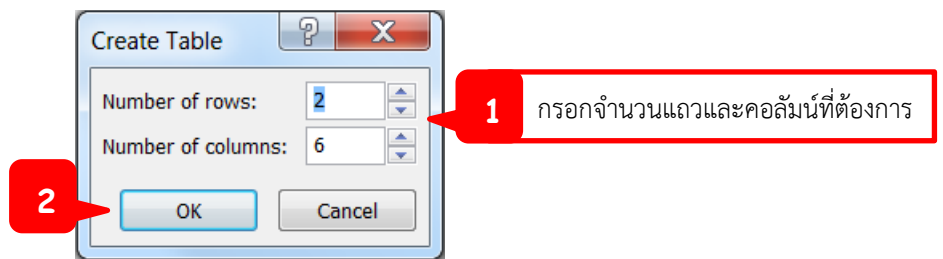 Create Table
Number of rows: 2
Number of columns: 6
OK Cancel
1 กรอกจำนวนแถวและคอลัมน์ที่ต้องการ
2